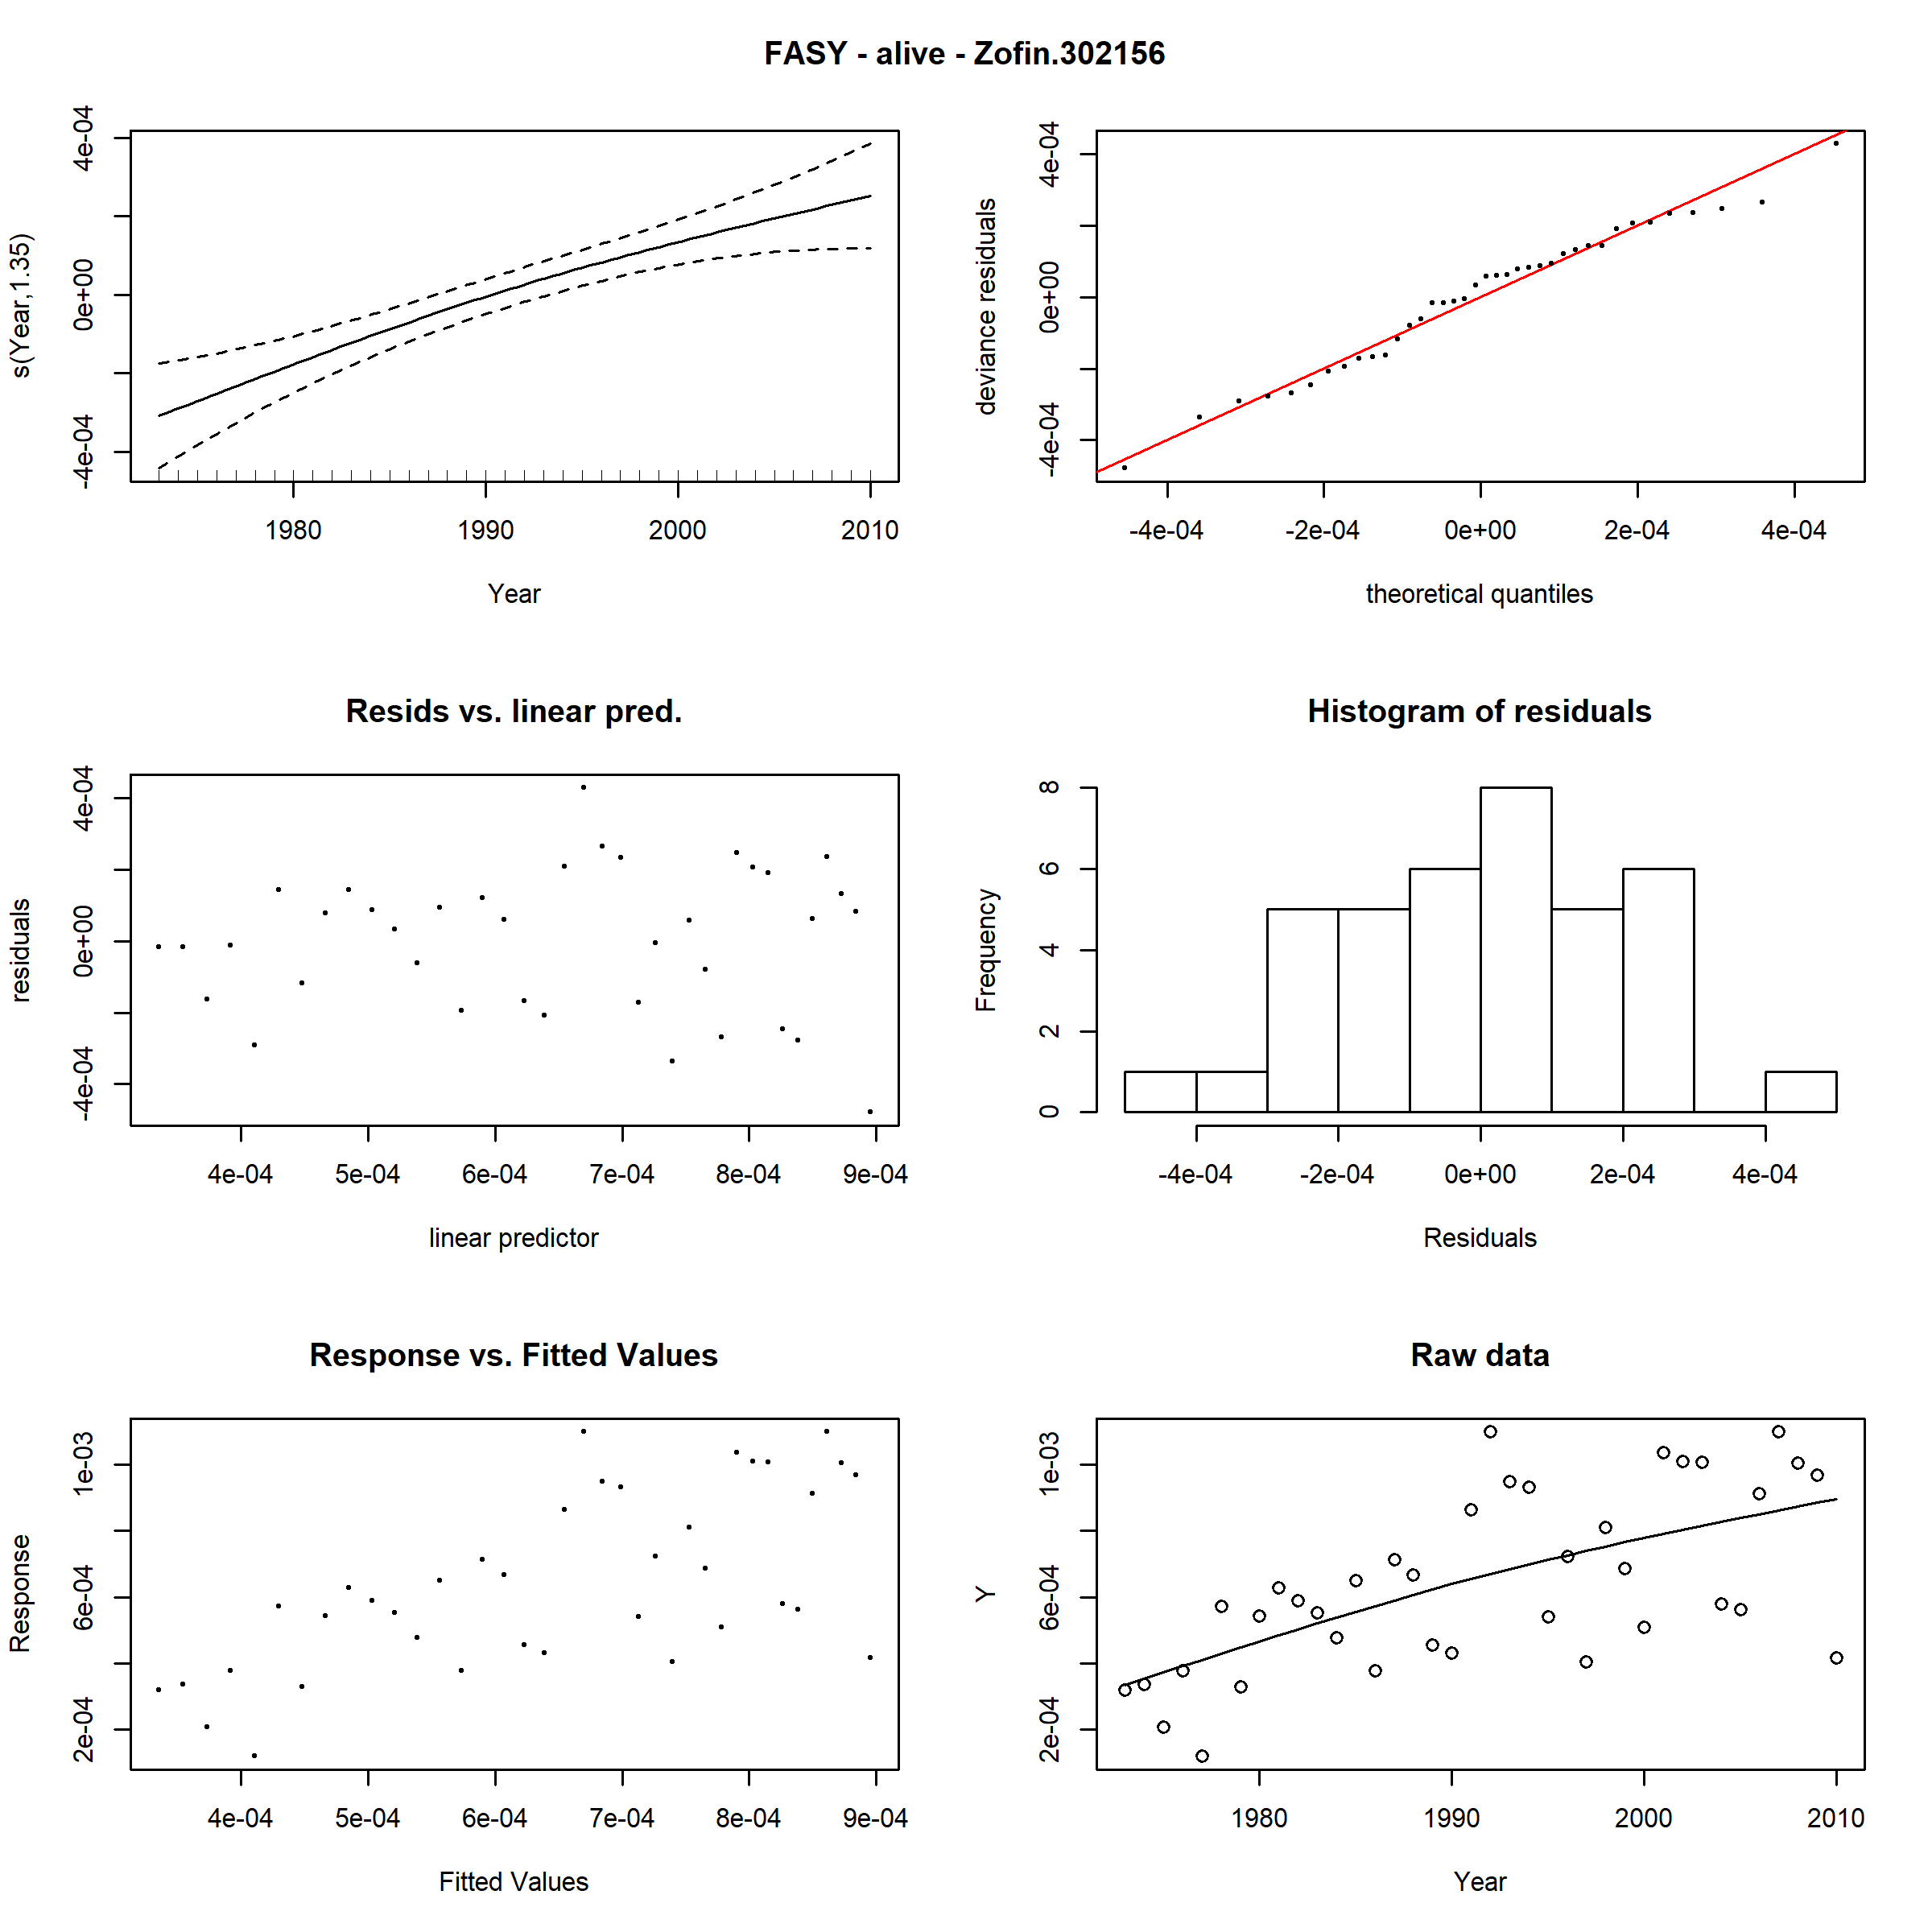 FASY - alive - Zofin.302156
s(Year,1.35)
-4e-04 0e+00 4e-04
1980 1990 2000 2010
Year
deviance residuals
-4e-04 0e+00 4e-04
-4e-04 -2e-04 0e+00 2e-04 4e-04
theoretical quantiles
Resids vs. linear pred.
residuals
-4e-04 0e+00 4e-04
4e-04 5e-04 6e-04 7e-04 8e-04 9e-04
linear predictor
Histogram of residuals
Frequency
0 2 4 6 8
-4e-04 -2e-04 0e+00 2e-04 4e-04
Residuals
Response vs. Fitted Values
Response
2e-04 6e-04 1e-03
4e-04 5e-04 6e-04 7e-04 8e-04 9e-04
Fitted Values
Raw data
Y
2e-04 6e-04 1e-03
1980 1990 2000 2010
Year